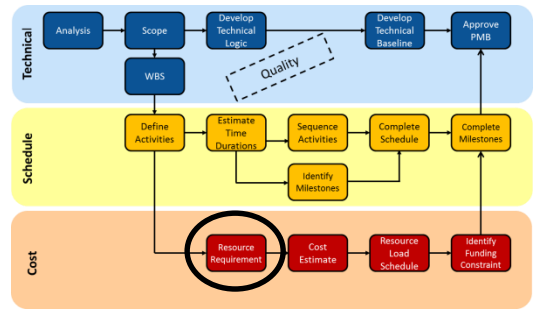 Technical
Analysis
Scope
Develop
Technical
Logic
Develop
Technical
Baseline
Approve
PMB
WBS
Quality
Schedule
Define
Activities
Estimate
Time
Durations
Sequence
Activities
Complete
Schedule
Complete
Milestones
Identify
Milestones
Cost
Resource
Requirement
Cost
Estimate
Resource
Load
Schedule
Identify
Funding
Constraint